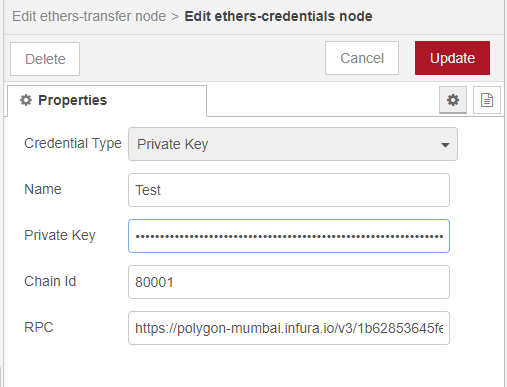 Edit ethers-transfer node > Edit ethers-credentials node
Delete Cancel Update
Properties
Credential Type Private Key
Name Test
Private Key ••••••••••••••••••••••••••••••••••••••••••••••••••••••••••••••
Chain Id 80001
RPC https://polygon-mumbai.infura.io/v3/1b62853645fe